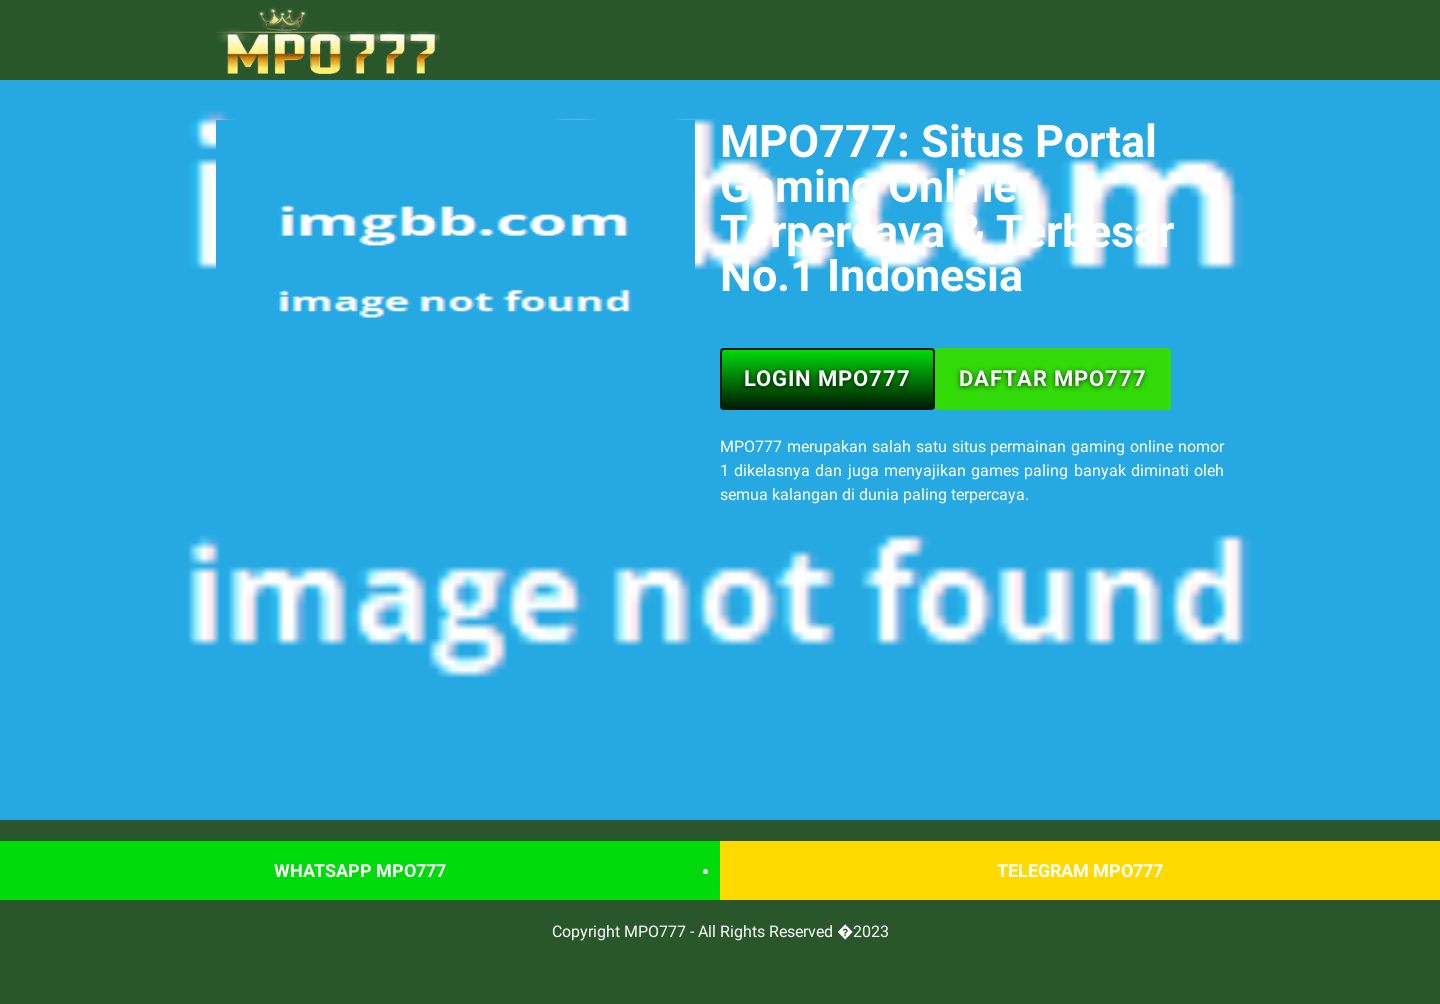 MPO777
imgbb.com
image not found
b.com
MPO777: Situs Portal
Gaming Online
Terpercaya & Terbesar
No.1 Indonesia
LOGIN MPO777
DAFTAR MPO777
MPO777 merupakan salah satu situs permainan gaming online nomor
1 dikelasnya dan juga menyajikan games paling banyak diminati oleh
semua kalangan di dunia paling terpercaya.
image not found
WHATSAPP MPO777
• TELEGRAM MPO777
Copyright MPO777 - All Rights Reserved �2023